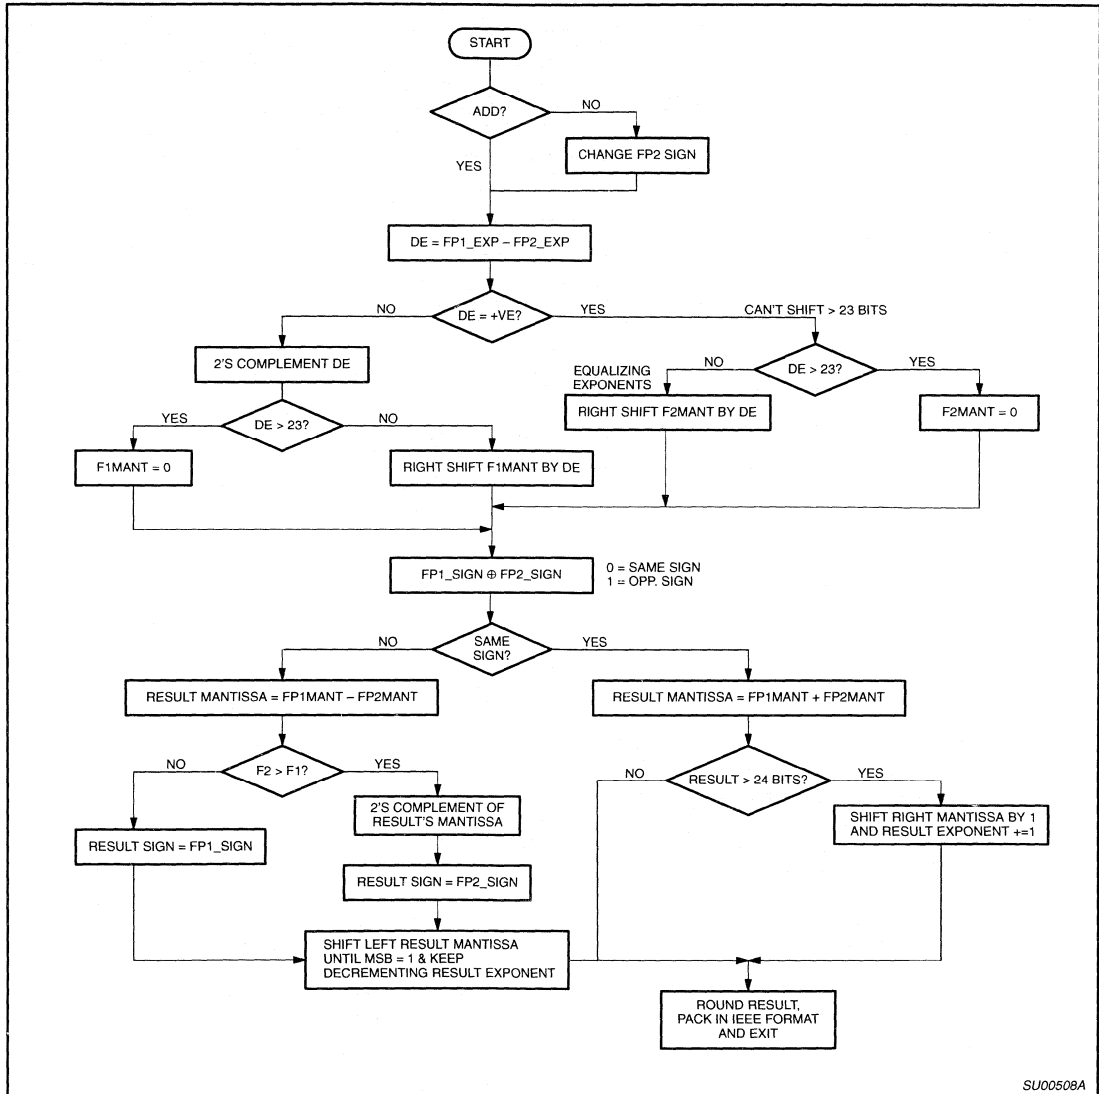 START
ADD?
NO
CHANGE FP2 SIGN
YES
DE = FP1_EXP – FP2_EXP
NO
DE = +VE?
YES
CAN'T SHIFT > 23 BITS
2'S COMPLEMENT DE
EQUALIZING
EXPONENTS
NO
DE > 23?
YES
RIGHT SHIFT F2MANT BY DE
F2MANT = 0
YES
DE > 23?
NO
F1MANT = 0
RIGHT SHIFT F1MANT BY DE
FP1_SIGN ⊕ FP2_SIGN
0 = SAME SIGN
1 = OPP. SIGN
NO
SAME
SIGN?
YES
RESULT MANTISSA = FP1MANT – FP2MANT
RESULT MANTISSA = FP1MANT + FP2MANT
NO
F2 > F1?
YES
NO
RESULT > 24 BITS?
YES
2'S COMPLEMENT OF
RESULT'S MANTISSA
SHIFT RIGHT MANTISSA BY 1
AND RESULT EXPONENT +=1
RESULT SIGN = FP1_SIGN
RESULT SIGN = FP2_SIGN
SHIFT LEFT RESULT MANTISSA
UNTIL MSB = 1 & KEEP
DECREMENTING RESULT EXPONENT
ROUND RESULT,
PACK IN IEEE FORMAT
AND EXIT
SU00508A